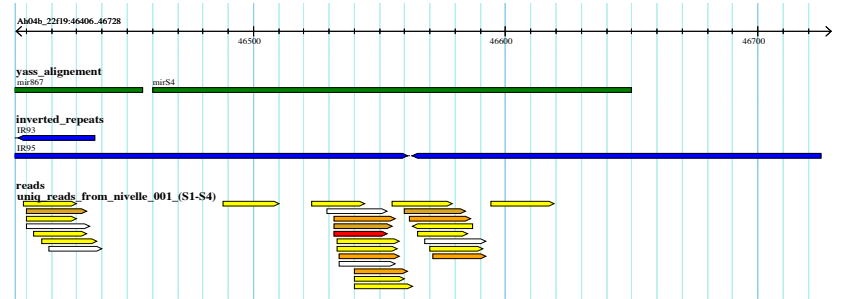 Ah04b_22f19:46406..46728
46500 46600 46700
yass_alignement
mir867 mirS4
inverted_repeats
IR93
IR95
reads
uniq_reads_from_nivelle_001_(S1-S4)